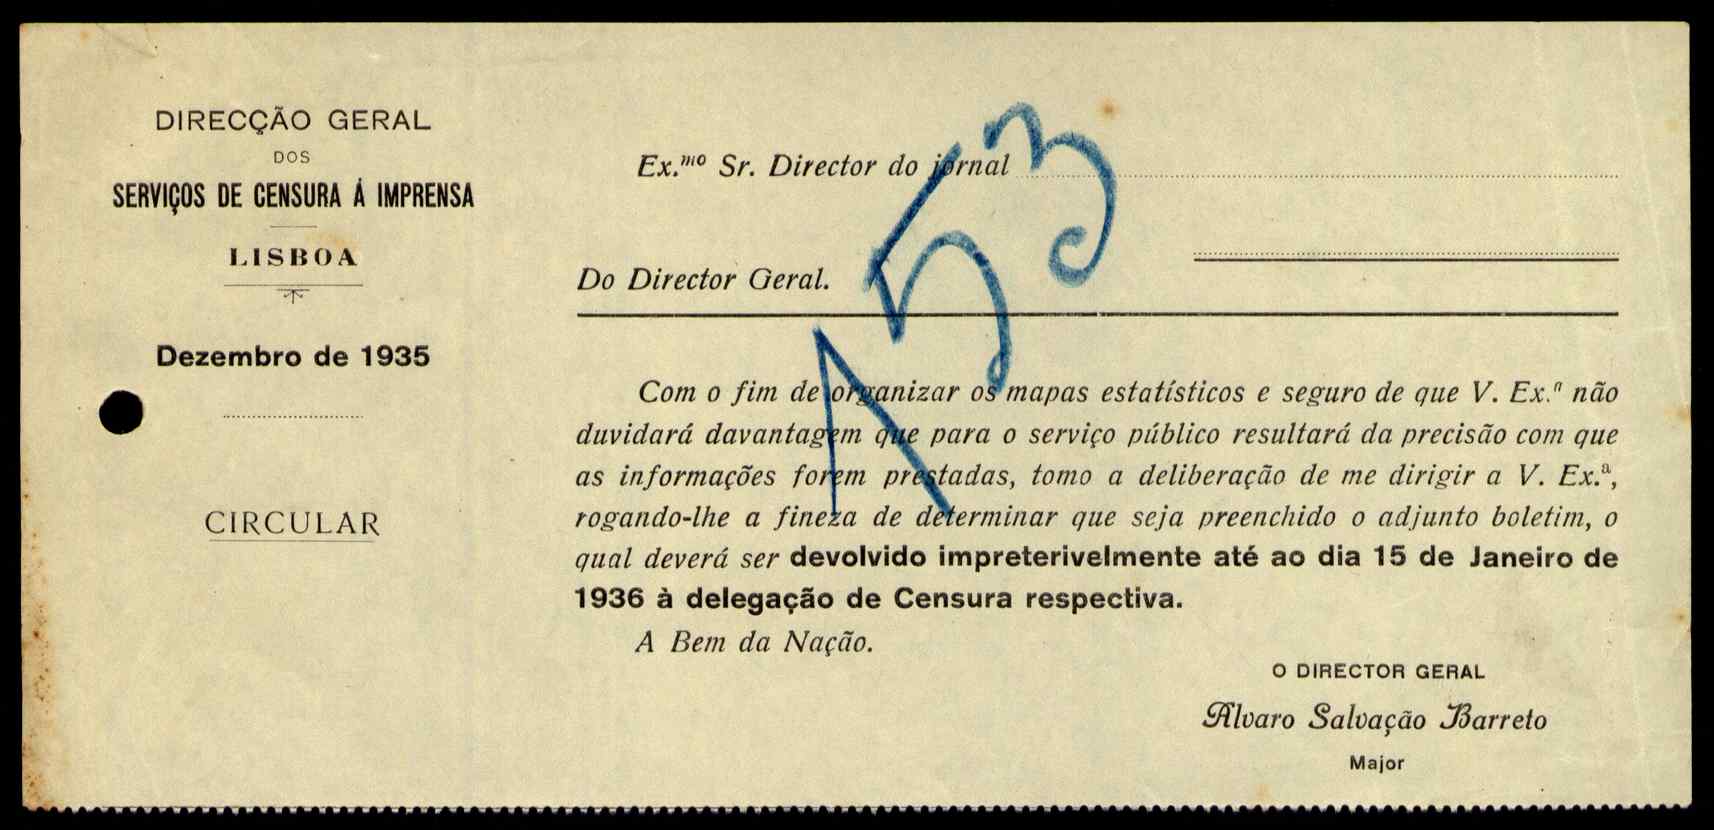 DIRECÇÃO GERAL
DOS
SERVIÇOS DE CENSURA Á IMPRENSA
LISBOA
Dezembro de 1935
CIRCULAR
Ex.mo Sr. Director do jornal
Do Director Geral.
153
Com o fim de organizar os mapas estatísticos e seguro de que V. Ex.ª não
duvidará davantagem que para o serviço público resultará da precisão com que
as informações forem prestadas, tomo a deliberação de me dirigir a V. Ex.ª,
rogando-lhe a fineza de determinar que seja preenchido o adjunto boletim, o
qual deverá ser devolvido impreterivelmente até ao dia 15 de Janeiro de
1936 à delegação de Censura respectiva.
A Bem da Nação.
O DIRECTOR GERAL
Alvaro Salvação Barreto
Major